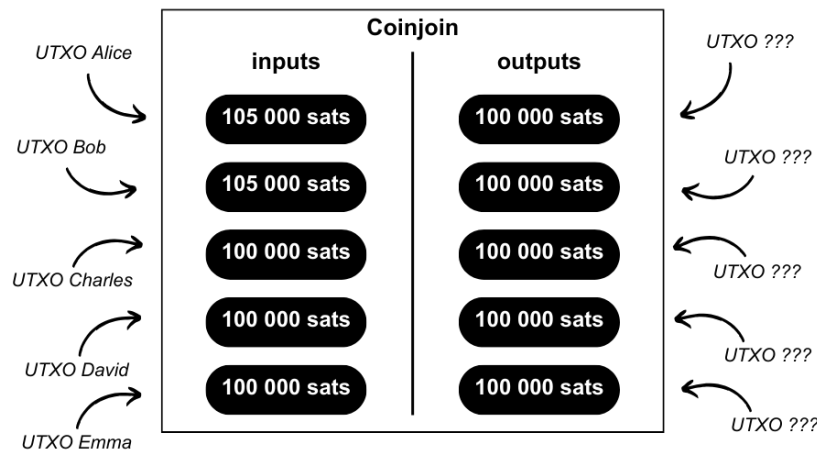 Coinjoin
inputs
outputs
UTXO Alice
105 000 sats
100 000 sats
UTXO ???
UTXO Bob
105 000 sats
100 000 sats
UTXO ???
UTXO Charles
100 000 sats
100 000 sats
UTXO ???
UTXO David
100 000 sats
100 000 sats
UTXO ???
UTXO Emma
100 000 sats
100 000 sats
UTXO ???